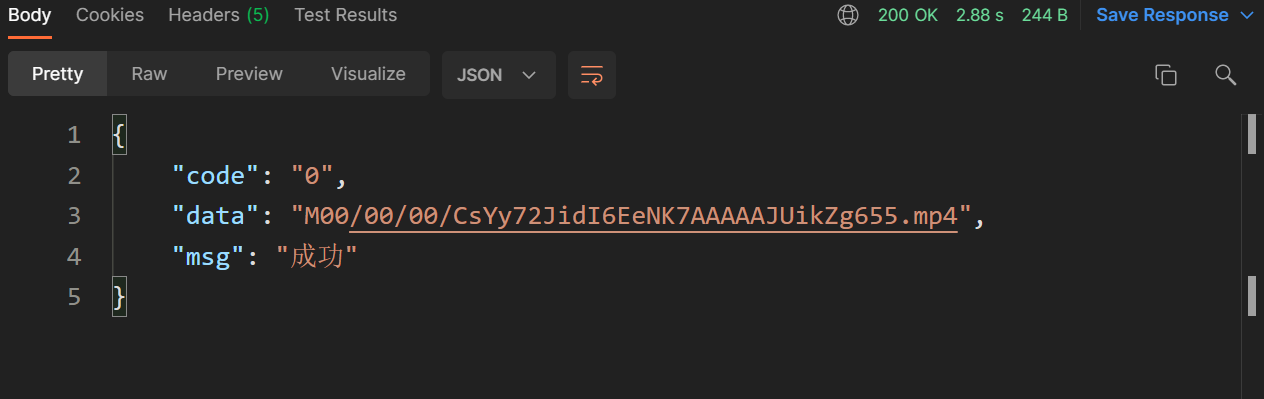 Body Cookies Headers (5) Test Results 200 OK 2.88 s 244 B Save Response
Pretty Raw Preview Visualize JSON
1 {
2 "code": "0",
3 "data": "M00/00/00/CsYy72JidI6EeNK7AAAAAJUikZg655.mp4",
4 "msg": "成功"
5 }